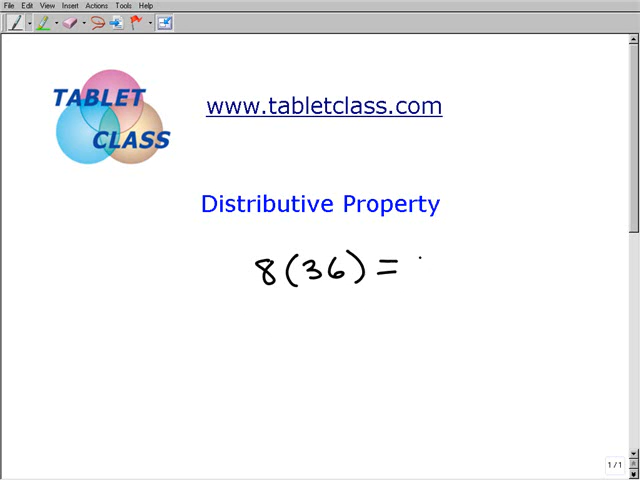 File Edit View Insert Actions Tools Help
TABLET
CLASS
www.tabletclass.com
Distributive Property
8(36) =
1/1